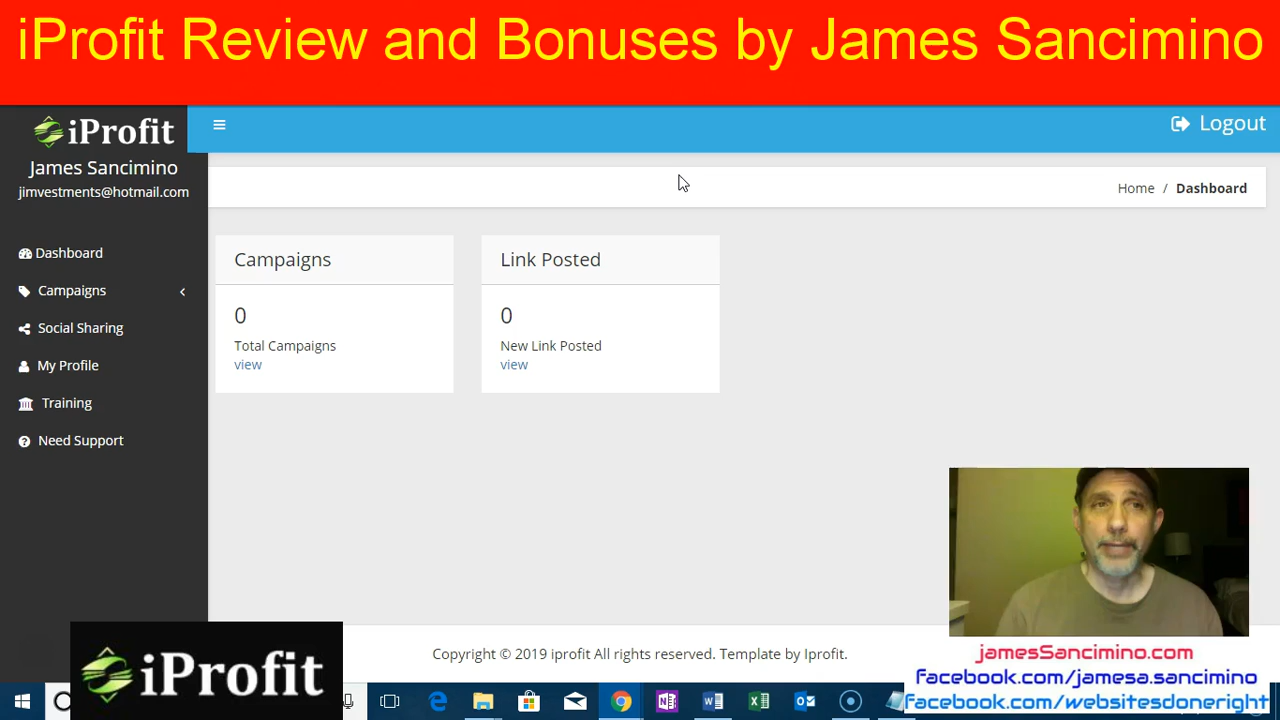 iProfit Review and Bonuses by James Sancimino
iProfit
Logout
James Sancimino
jimvestments@hotmail.com
Home / Dashboard
Dashboard
Campaigns
Social Sharing
My Profile
Training
Need Support
Campaigns
0
Total Campaigns
view
Link Posted
0
New Link Posted
view
Copyright © 2019 iprofit All rights reserved. Template by Iprofit.
iProfit
jamesSancimino.com
Facebook.com/jamesa.sancimino
Facebook.com/websitesdoneright